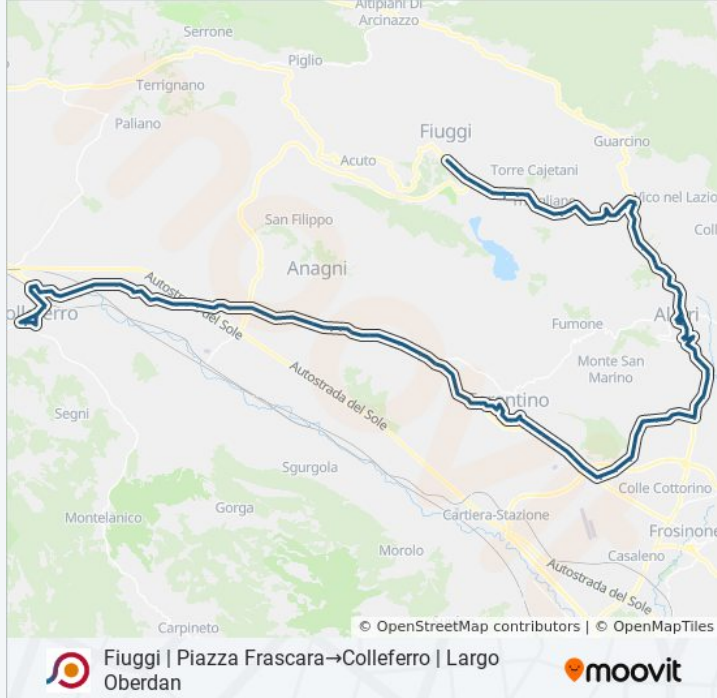 Altipiani Di
Arcinazzo
Serrone
Piglio
Terrignano
Paliano
Fiuggi
Guarcino
Acuto
Torre Cajetani
Vico nel Lazio
San Filippo
Anagni
Autostrada del Sole
Fumone
Monte San
Marino
Autostrada del Sole
Segni
Sgurgola
Colle Cottorino
Gorga
Cartiera-Stazione
Montelanico
Frosinone
Morolo
Casaleno
Autostrada del Sole
Carpineto
© OpenStreetMap contributors | © OpenMapTiles
Fiuggi | Piazza Frascara→Colleferro | Largo
Oberdan
moovit